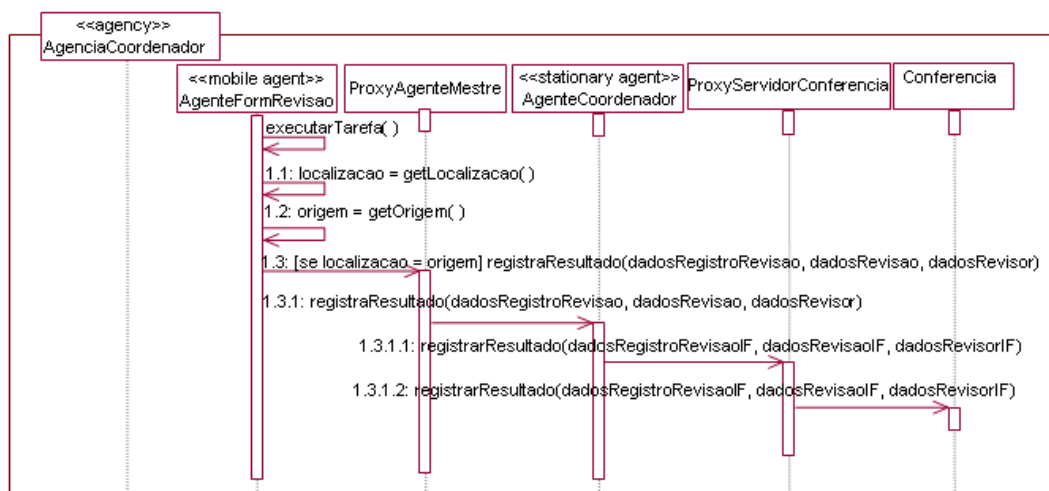 <<agency>>
AgenciaCoordenador
<<mobile agent>>
AgenteFormRevisao
ProxyAgenteMestre
<<stationary agent>>
AgenteCoordenador
ProxyServidorConferencia
Conferencia
executarTarefa( )
1.1: localizacao = getLocalizacao( )
1.2: origem = getOrigem( )
1.3: [se localizacao = origem] registraResultado(dadosRegistroRevisao, dadosRevisao, dadosRevisor)
1.3.1: registraResultado(dadosRegistroRevisao, dadosRevisao, dadosRevisor)
1.3.1.1: registrarResultado(dadosRegistroRevisaoIF, dadosRevisaoIF, dadosRevisorIF)
1.3.1.2: registrarResultado(dadosRegistroRevisaoIF, dadosRevisaoIF, dadosRevisorIF)